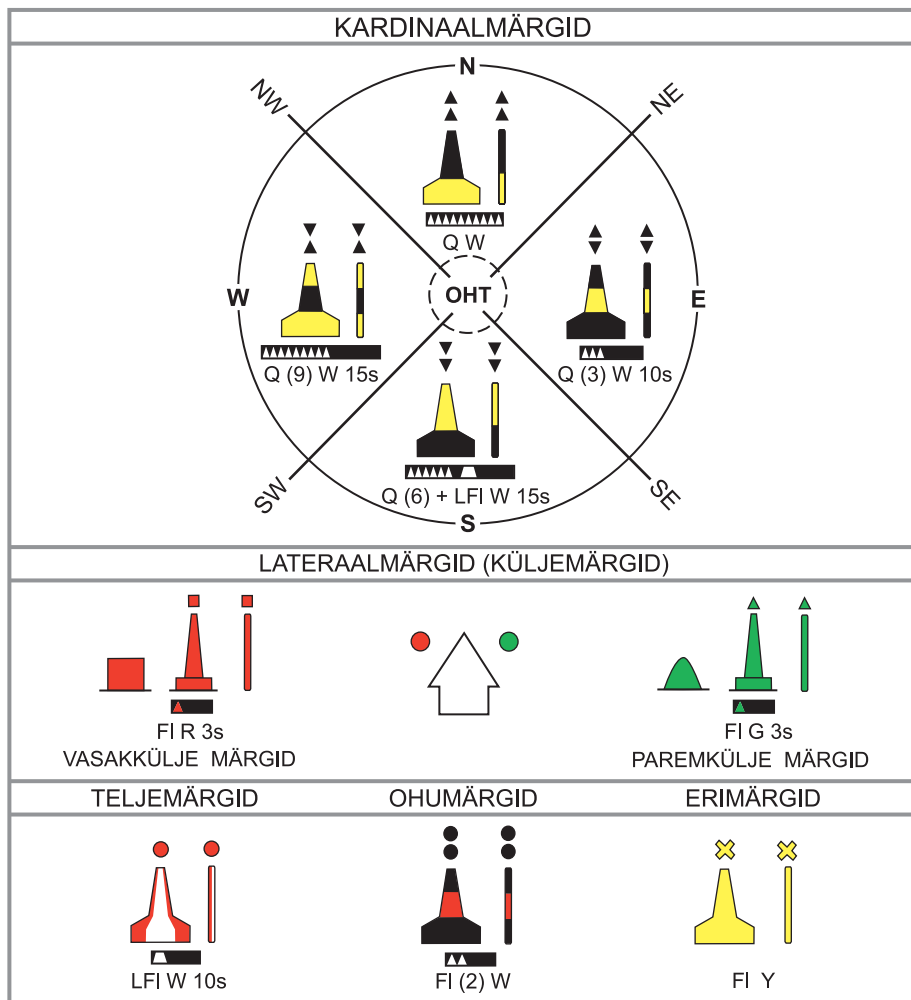 KARDINAALMÄRGID
N
NW
NE
Q W
W
OHT
E
Q (9) W 15s
Q (3) W 10s
Q (6) + LFl W 15s
SW
SE
S
LATERAALMÄRGID (KÜLJEMÄRGID)
Fl R 3s
Fl G 3s
VASAKKÜLJE MÄRGID
PAREMKÜLJE MÄRGID
TELJEMÄRGID
OHUMÄRGID
ERIMÄRGID
LFl W 10s
Fl (2) W
Fl Y